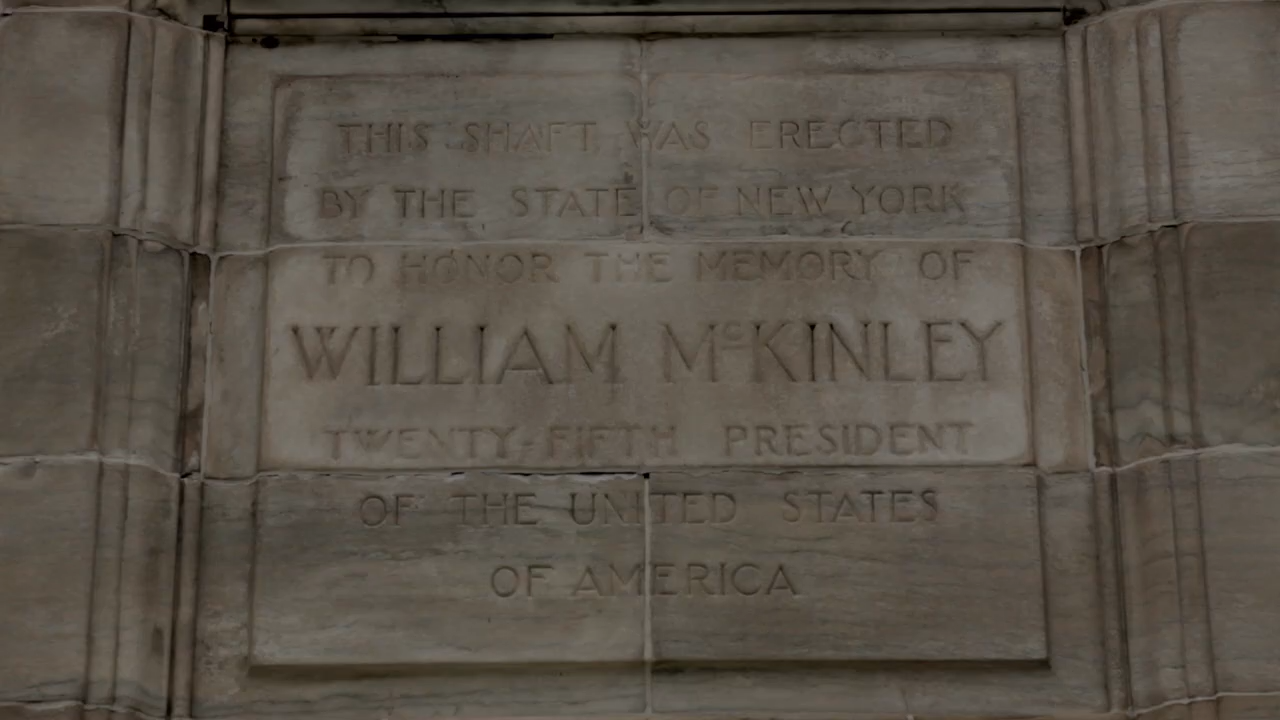 THIS SHAFT WAS ERECTED
BY THE STATE OF NEW YORK
TO HONOR THE MEMORY OF
WILLIAM McKINLEY
TWENTY-FIFTH PRESIDENT
OF THE UNITED STATES
OF AMERICA